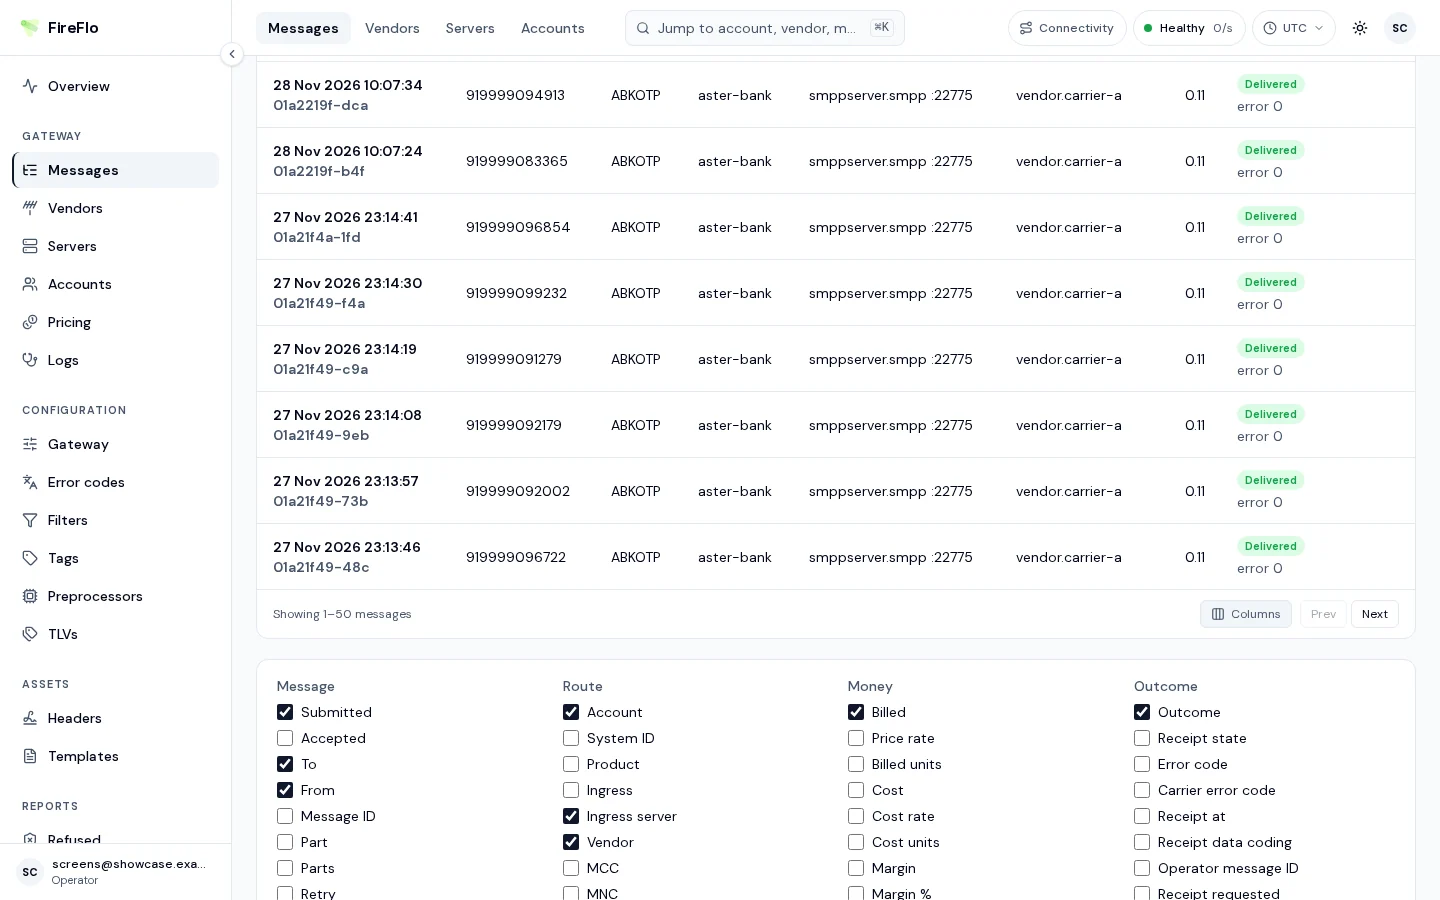 FireFlo
Messages
Vendors
Servers
Accounts
Jump to account, vendor, m...
⌘K
Connectivity
Healthy 0/s
UTC
SC
Overview
GATEWAY
Messages
Vendors
Servers
Accounts
Pricing
Logs
CONFIGURATION
Gateway
Error codes
Filters
Tags
Preprocessors
TLVs
ASSETS
Headers
Templates
REPORTS
Refused
SC
screens@showcase.exa...
Operator
28 Nov 2026 10:07:34 919999094913 ABKOTP aster-bank smppserver.smpp :22775 vendor.carrier-a 0.11 Delivered
01a2219f-dca error 0
28 Nov 2026 10:07:24 919999083365 ABKOTP aster-bank smppserver.smpp :22775 vendor.carrier-a 0.11 Delivered
01a2219f-b4f error 0
27 Nov 2026 23:14:41 919999096854 ABKOTP aster-bank smppserver.smpp :22775 vendor.carrier-a 0.11 Delivered
01a21f4a-1fd error 0
27 Nov 2026 23:14:30 919999099232 ABKOTP aster-bank smppserver.smpp :22775 vendor.carrier-a 0.11 Delivered
01a21f49-f4a error 0
27 Nov 2026 23:14:19 919999091279 ABKOTP aster-bank smppserver.smpp :22775 vendor.carrier-a 0.11 Delivered
01a21f49-c9a error 0
27 Nov 2026 23:14:08 919999092179 ABKOTP aster-bank smppserver.smpp :22775 vendor.carrier-a 0.11 Delivered
01a21f49-9eb error 0
27 Nov 2026 23:13:57 919999092002 ABKOTP aster-bank smppserver.smpp :22775 vendor.carrier-a 0.11 Delivered
01a21f49-73b error 0
27 Nov 2026 23:13:46 919999096722 ABKOTP aster-bank smppserver.smpp :22775 vendor.carrier-a 0.11 Delivered
01a21f49-48c error 0
Showing 1–50 messages
Columns
Prev
Next
Message
Submitted
Accepted
To
From
Message ID
Part
Parts
Retry
Route
Account
System ID
Product
Ingress
Ingress server
Vendor
MCC
MNC
Money
Billed
Price rate
Billed units
Cost
Cost rate
Cost units
Margin
Margin %
Outcome
Outcome
Receipt state
Error code
Carrier error code
Receipt at
Receipt data coding
Operator message ID
Receipt requested